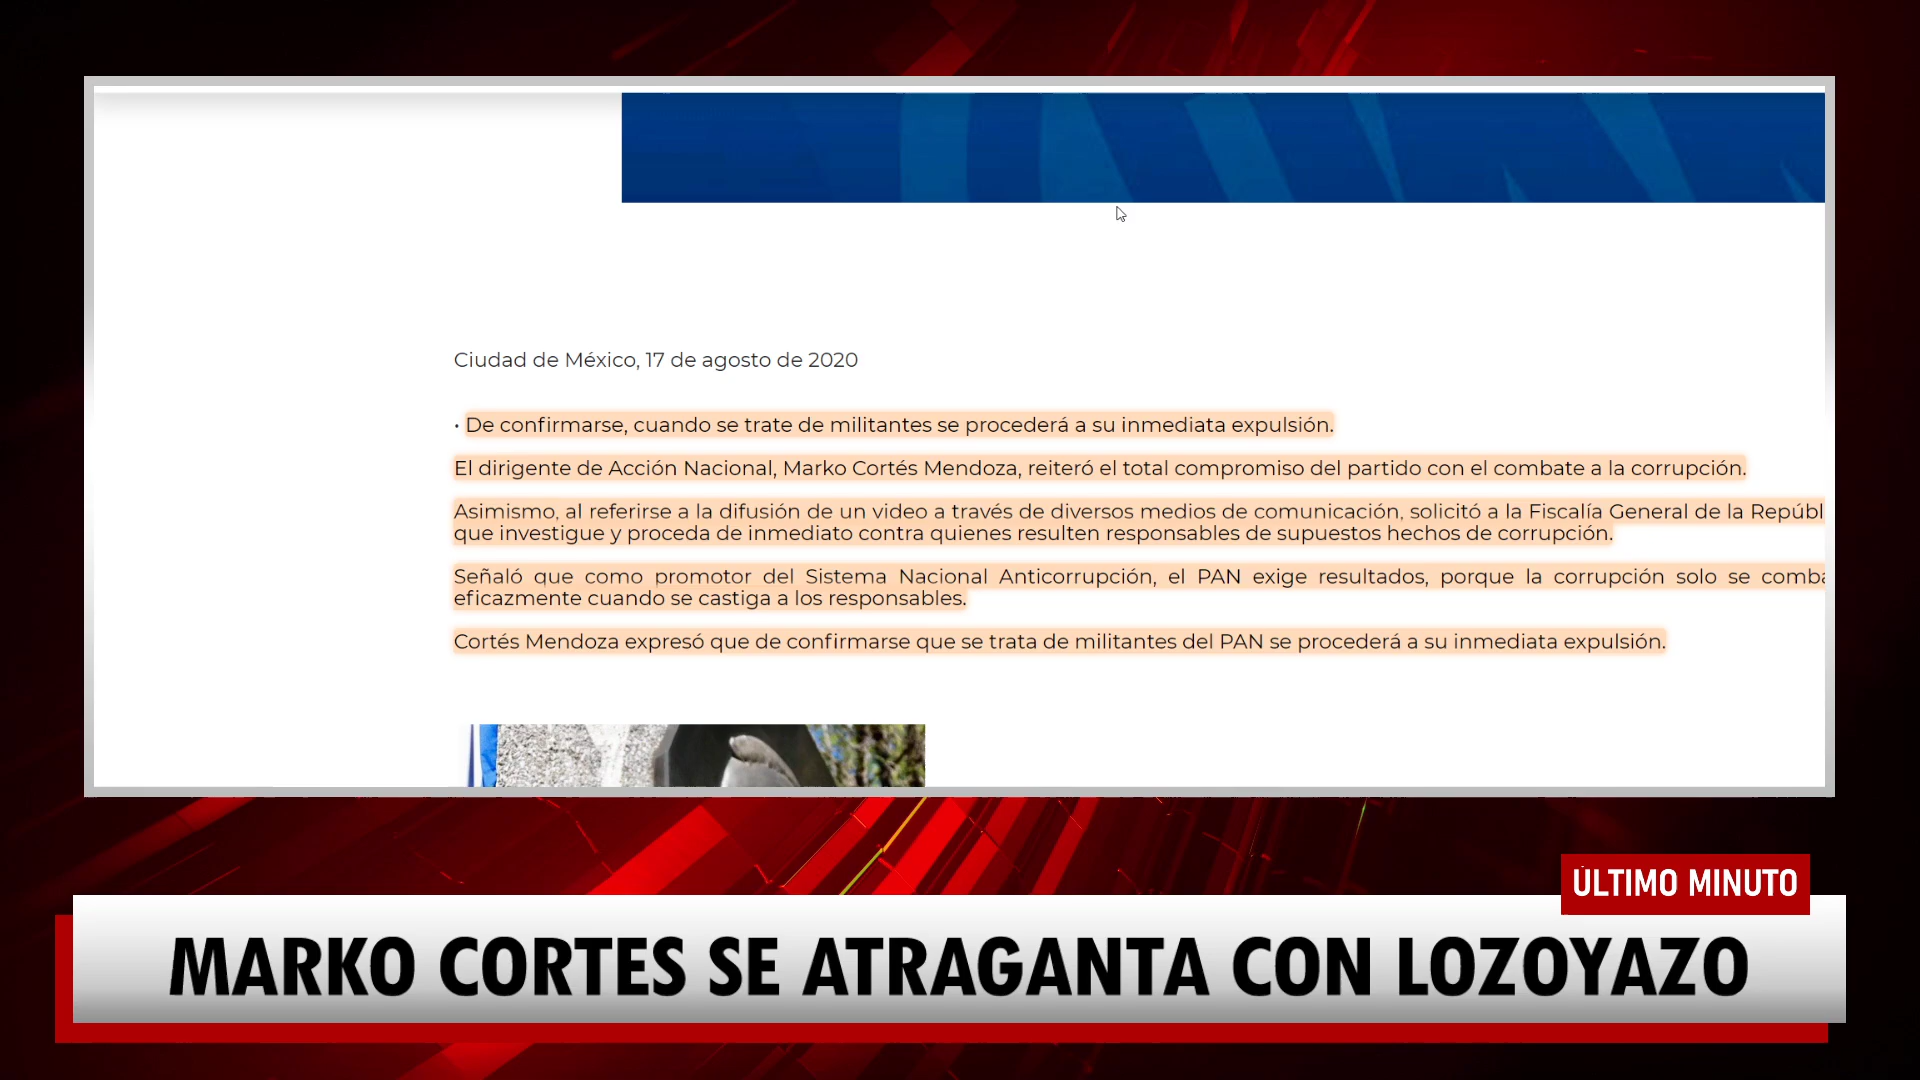 Ciudad de México, 17 de agosto de 2020
• De confirmarse, cuando se trate de militantes se procederá a su inmediata expulsión.
El dirigente de Acción Nacional, Marko Cortés Mendoza, reiteró el total compromiso del partido con el combate a la corrupción.
Asimismo, al referirse a la difusión de un video a través de diversos medios de comunicación, solicitó a la Fiscalía General de la Repúbl
que investigue y proceda de inmediato contra quienes resulten responsables de supuestos hechos de corrupción.
Señaló que como promotor del Sistema Nacional Anticorrupción, el PAN exige resultados, porque la corrupción solo se comba
eficazmente cuando se castiga a los responsables.
Cortés Mendoza expresó que de confirmarse que se trata de militantes del PAN se procederá a su inmediata expulsión.
ÚLTIMO MINUTO
MARKO CORTES SE ATRAGANTA CON LOZOYAZO